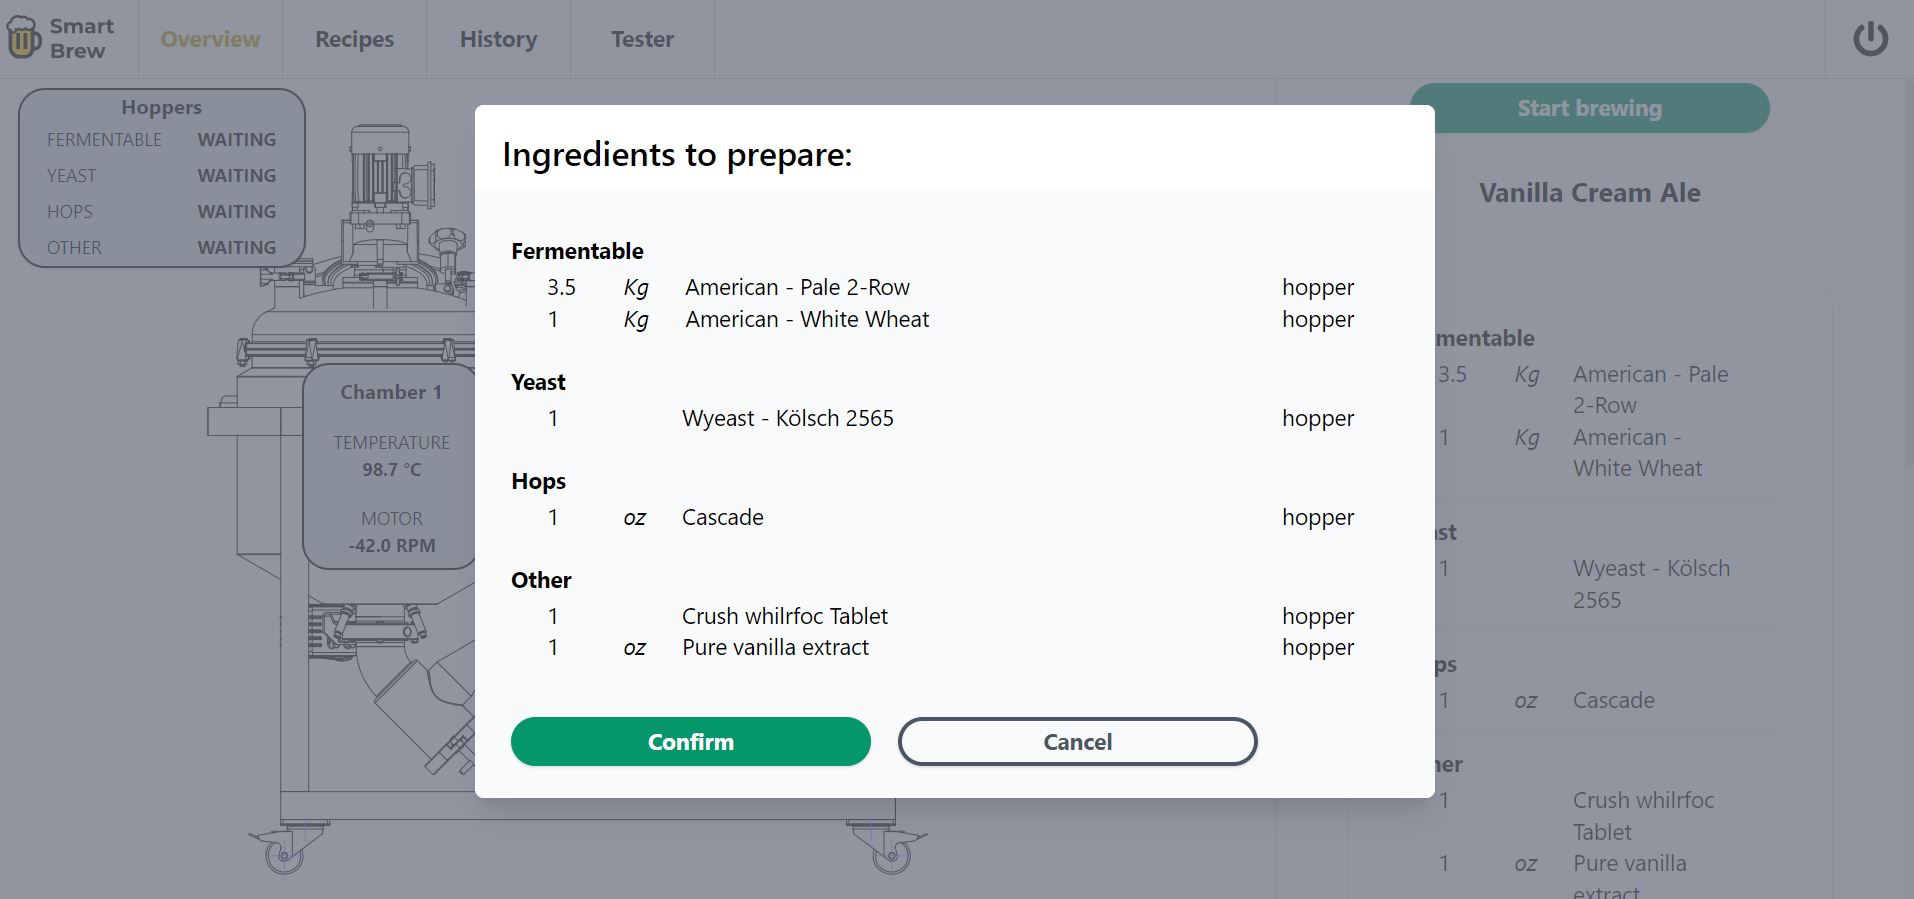 Smart
Brew
Overview
Recipes
History
Tester
Hoppers
FERMENTABLE WAITING
YEAST WAITING
HOPS WAITING
OTHER WAITING
Chamber 1
TEMPERATURE
98.7 °C
MOTOR
-42.0 RPM
Ingredients to prepare:
Fermentable
3.5 Kg American - Pale 2-Row hopper
1 Kg American - White Wheat hopper
Yeast
1 Wyeast - Kölsch 2565 hopper
Hops
1 oz Cascade hopper
Other
1 Crush whilrfoc Tablet hopper
1 oz Pure vanilla extract hopper
Confirm
Cancel
Start brewing
Vanilla Cream Ale
mentable
3.5 Kg American - Pale
2-Row
1 Kg American -
White Wheat
ast
1 Wyeast - Kölsch
2565
ps
1 oz Cascade
her
1 Crush whilrfoc
Tablet
1 oz Pure vanilla
extract